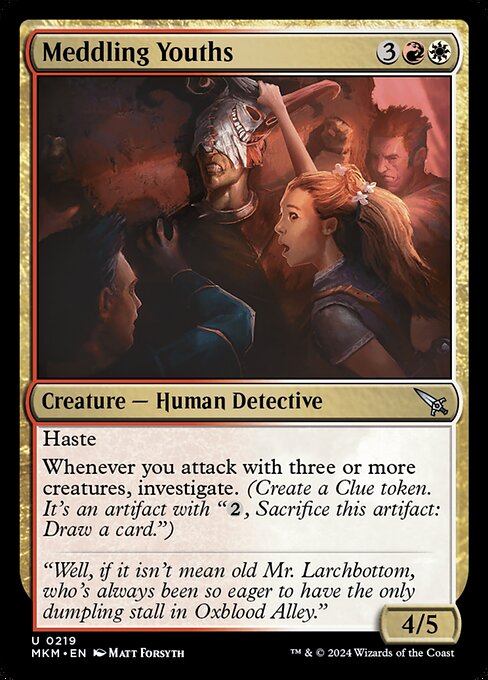 Meddling Youths 3
Creature — Human Detective
Haste
Whenever you attack with three or more
creatures, investigate. (Create a Clue token.
It's an artifact with “2, Sacrifice this artifact:
Draw a card.”)
“Well, if it isn't mean old Mr. Larchbottom,
who's always been so eager to have the only
dumpling stall in Oxblood Alley.”
4/5
U 0219
MKM • EN Matt Forsyth
™ & © 2024 Wizards of the Coast